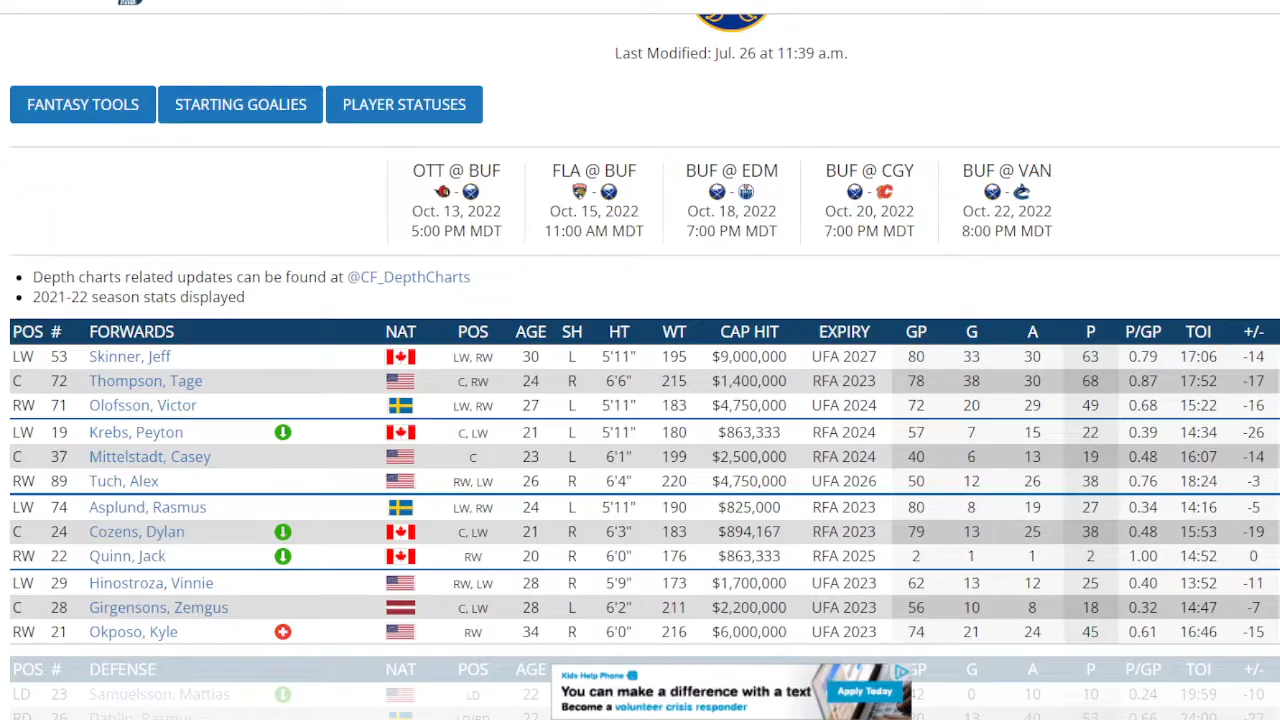 Last Modified: Jul. 26 at 11:39 a.m.
FANTASY TOOLS STARTING GOALIES PLAYER STATUSES
OTT @ BUF FLA @ BUF BUF @ EDM BUF @ CGY BUF @ VAN
-  -  -  -  -
Oct. 13, 2022 Oct. 15, 2022 Oct. 18, 2022 Oct. 20, 2022 Oct. 22, 2022
5:00 PM MDT 11:00 AM MDT 7:00 PM MDT 7:00 PM MDT 8:00 PM MDT
• Depth charts related updates can be found at @CF_DepthCharts
• 2021-22 season stats displayed
POS # FORWARDS NAT POS AGE SH HT WT CAP HIT EXPIRY GP G A P P/GP TOI +/-
LW 53 Skinner, Jeff LW, RW 30 L 5'11" 195 $9,000,000 UFA 2027 80 33 30 63 0.79 17:06 -14
C 72 Thompson, Tage C, RW 24 R 6'6" 215 $1,400,000 RFA 2023 78 38 30 68 0.87 17:52 -17
RW 71 Olofsson, Victor LW, RW 27 L 5'11" 183 $4,750,000 UFA 2024 72 20 29 49 0.68 15:22 -16
LW 19 Krebs, Peyton C, LW 21 L 5'11" 180 $863,333 RFA 2024 57 7 15 22 0.39 14:34 -26
C 37 Mittelstadt, Casey C 23 L 6'1" 199 $2,500,000 RFA 2024 40 6 13 19 0.48 16:07 -14
RW 89 Tuch, Alex RW, LW 26 R 6'4" 220 $4,750,000 UFA 2026 50 12 26 38 0.76 18:24 -3
LW 74 Asplund, Rasmus LW, RW 24 L 5'11" 190 $825,000 RFA 2023 80 8 19 27 0.34 14:16 -5
C 24 Cozens, Dylan C, LW 21 R 6'3" 183 $894,167 RFA 2023 79 13 25 38 0.48 15:53 -19
RW 22 Quinn, Jack RW 20 R 6'0" 176 $863,333 RFA 2025 2 1 1 2 1.00 14:52 0
LW 29 Hinostroza, Vinnie RW, LW 28 R 5'9" 173 $1,700,000 UFA 2023 62 13 12 25 0.40 13:52 -11
C 28 Girgensons, Zemgus C, LW 28 L 6'2" 211 $2,200,000 UFA 2023 56 10 8 18 0.32 14:47 -7
RW 21 Okposo, Kyle RW 34 R 6'0" 216 $6,000,000 UFA 2023 74 21 24 45 0.61 16:46 -15
POS # DEFENSE NAT POS AGE GP G A P P/GP TOI +/-
LD 23 Samuelsson, Mattias LD 22 0 10 0.24 19:59 -10
Kids Help Phone
You can make a difference with a text
Become a volunteer crisis responder
Apply Today